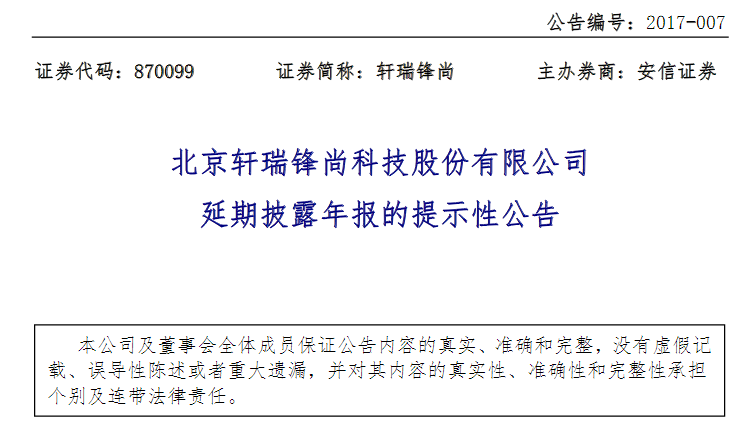 公告编号：2017-007
证券代码：870099 证券简称：轩瑞锋尚 主办券商：安信证券
北京轩瑞锋尚科技股份有限公司
延期披露年报的提示性公告
本公司及董事会全体成员保证公告内容的真实、准确和完整，没有虚假记
载、误导性陈述或者重大遗漏，并对其内容的真实性、准确性和完整性承担
个别及连带法律责任。